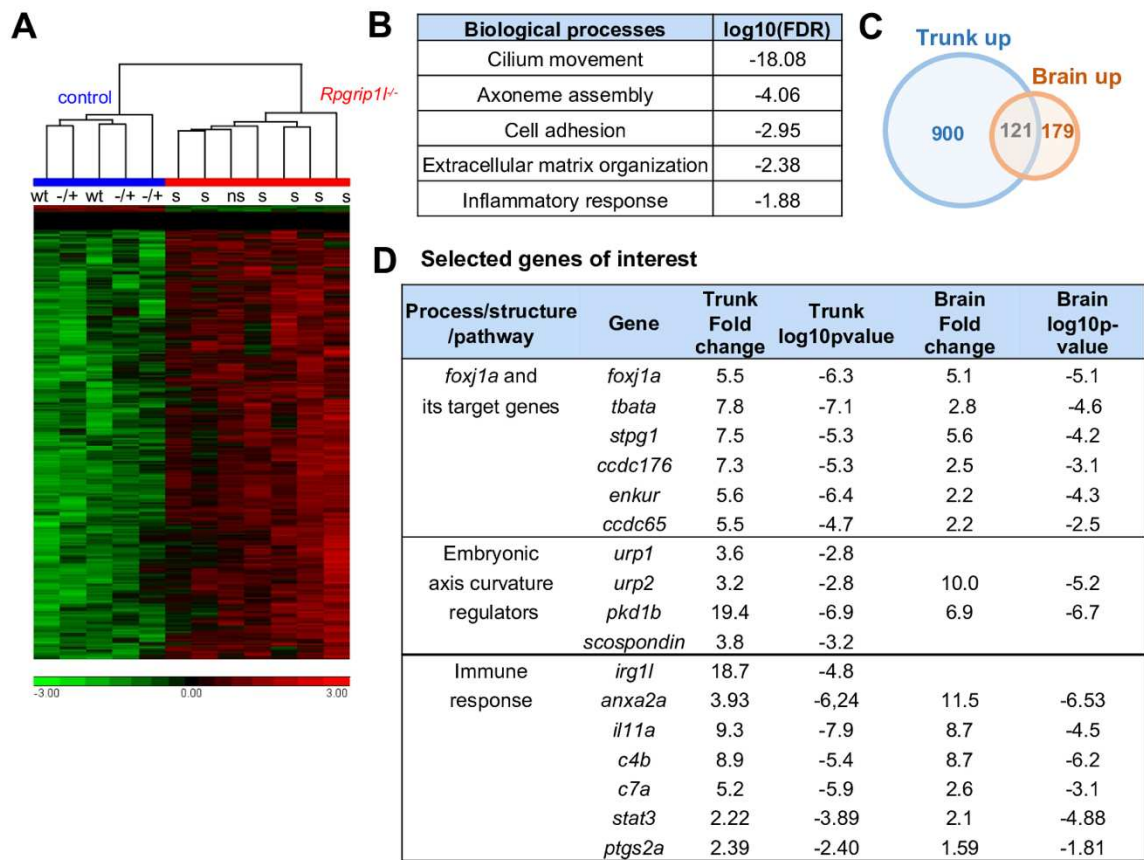 A
control
Rpgrip1l-/-
wt -/+ wt -/+ -/+ s s ns s s s s
-3.00 0.00 3.00
B
Biological processes log10(FDR)
Cilium movement -18.08
Axoneme assembly -4.06
Cell adhesion -2.95
Extracellular matrix organization -2.38
Inflammatory response -1.88
C
Trunk up
Brain up
900 121 179
D Selected genes of interest
Process/structure/pathway Gene Trunk Fold change Trunk log10pvalue Brain Fold change Brain log10p-value
foxj1a and foxj1a 5.5 -6.3 5.1 -5.1
its target genes tbata 7.8 -7.1 2.8 -4.6
stpg1 7.5 -5.3 5.6 -4.2
ccdc176 7.3 -5.3 2.5 -3.1
enkur 5.6 -6.4 2.2 -4.3
ccdc65 5.5 -4.7 2.2 -2.5
Embryonic urp1 3.6 -2.8
axis curvature urp2 3.2 -2.8 10.0 -5.2
regulators pkd1b 19.4 -6.9 6.9 -6.7
scospondin 3.8 -3.2
Immune irg1l 18.7 -4.8
response anxa2a 3.93 -6,24 11.5 -6.53
il11a 9.3 -7.9 8.7 -4.5
c4b 8.9 -5.4 8.7 -6.2
c7a 5.2 -5.9 2.6 -3.1
stat3 2.22 -3.89 2.1 -4.88
ptgs2a 2.39 -2.40 1.59 -1.81